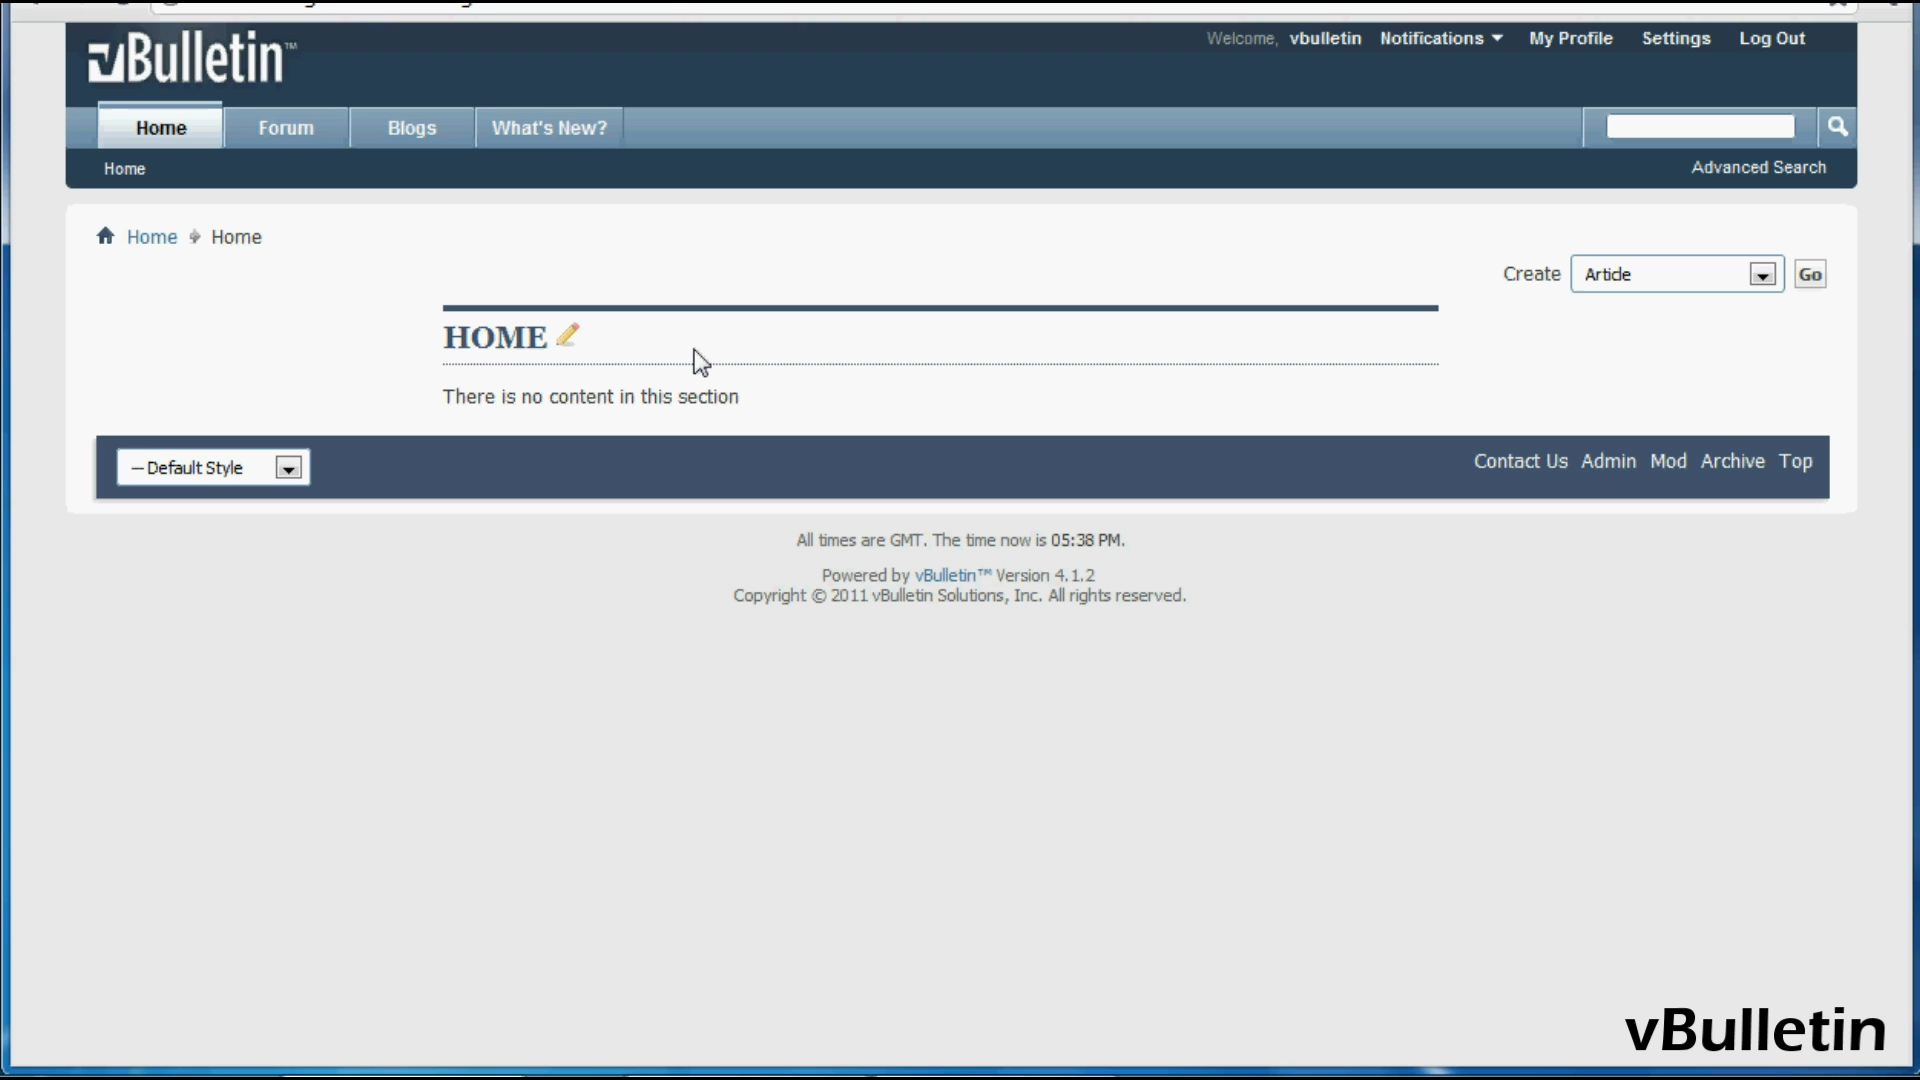 vBulletin™
Welcome, vbulletin Notifications My Profile Settings Log Out
Home Forum Blogs What's New?
Home Advanced Search
Home Home
Create Article Go
HOME
There is no content in this section
-- Default Style
Contact Us Admin Mod Archive Top
All times are GMT. The time now is 05:38 PM.
Powered by vBulletin™ Version 4.1.2
Copyright © 2011 vBulletin Solutions, Inc. All rights reserved.
vBulletin